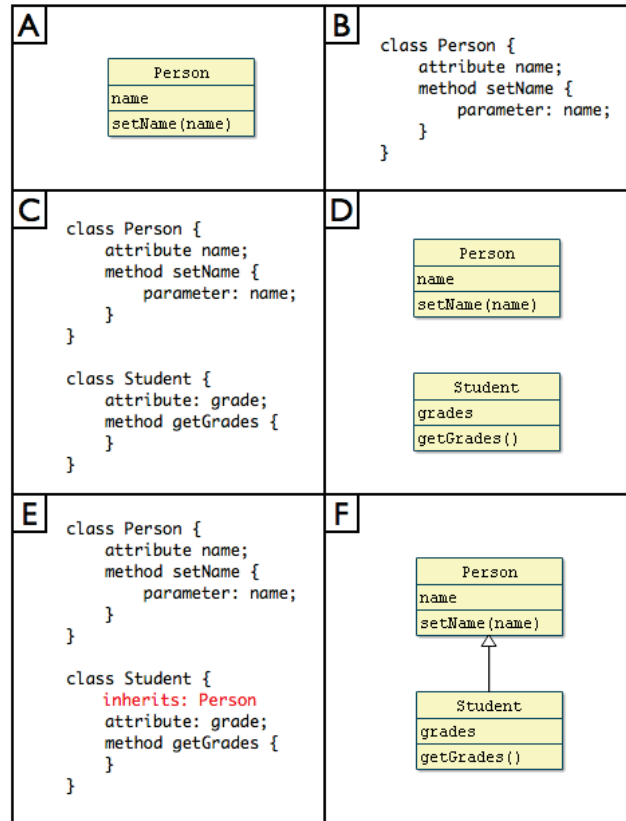 A
Person
name
setName(name)
B
class Person {
attribute name;
method setName {
parameter: name;
}
}
C
class Person {
attribute name;
method setName {
parameter: name;
}
}
class Student {
attribute: grade;
method getGrades {
}
}
D
Person
name
setName(name)
Student
grades
getGrades()
E
class Person {
attribute name;
method setName {
parameter: name;
}
}
class Student {
inherits: Person
attribute: grade;
method getGrades {
}
}
F
Person
name
setName(name)
Student
grades
getGrades()